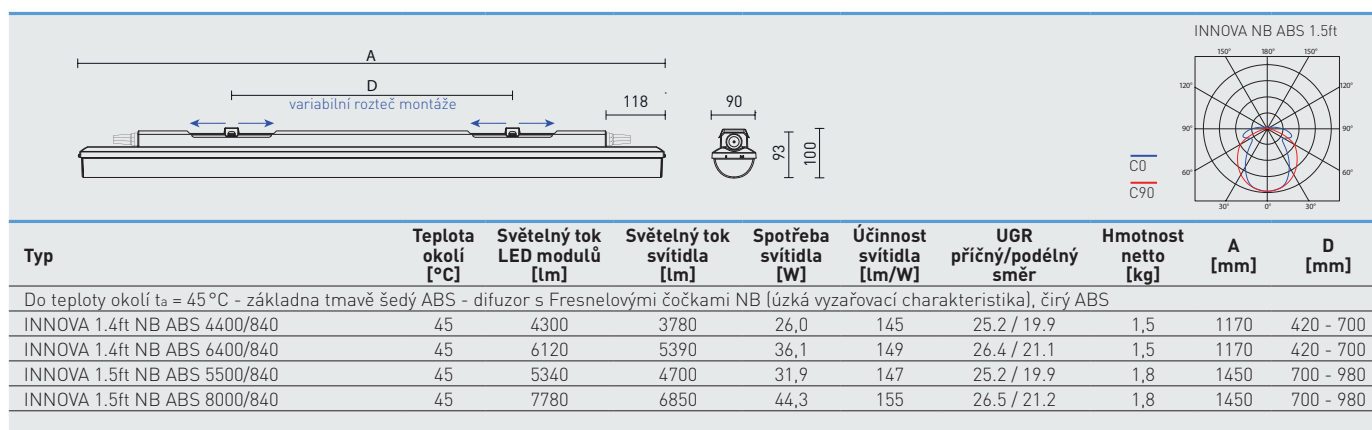 INNOVA NB ABS 1.5ft
150° 180° 150°
120° 120°
90° 90°
60° 60°
30° 0° 30°
C0
C90
A
D
variabilní rozteč montáže
118
90
93
100
Typ Teplota okolí [°C] Světelný tok LED modulů [lm] Světelný tok svítidla [lm] Spotřeba svítidla [W] Účinnost svítidla [lm/W] UGR příčný/podélný směr Hmotnost netto [kg] A [mm] D [mm]
Do teploty okolí ta = 45°C - základna tmavě šedý ABS - difuzor s Fresnelovými čočkami NB (úzká vyzařovací charakteristika), čirý ABS
INNOVA 1.4ft NB ABS 4400/840 45 4300 3780 26,0 145 25.2 / 19.9 1,5 1170 420 - 700
INNOVA 1.4ft NB ABS 6400/840 45 6120 5390 36,1 149 26.4 / 21.1 1,5 1170 420 - 700
INNOVA 1.5ft NB ABS 5500/840 45 5340 4700 31,9 147 25.2 / 19.9 1,8 1450 700 - 980
INNOVA 1.5ft NB ABS 8000/840 45 7780 6850 44,3 155 26.5 / 21.2 1,8 1450 700 - 980